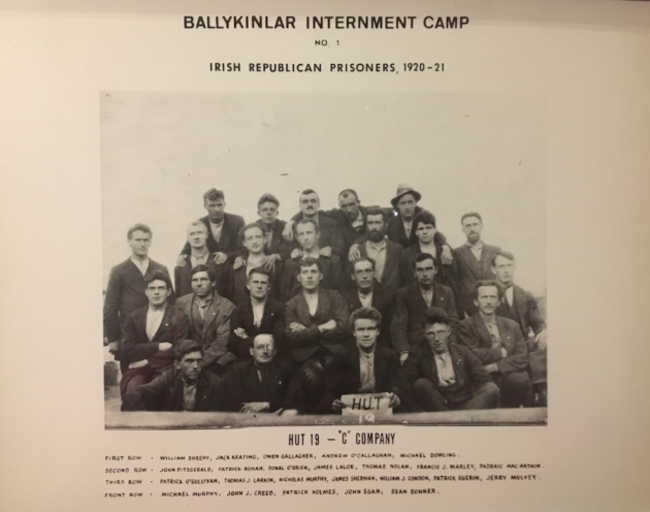 BALLYKINLAR INTERNMENT CAMP
NO. 1
IRISH REPUBLICAN PRISONERS, 1920-21
HUT
19
HUT 19 - "C" COMPANY
FIRST ROW - WILLIAM SHEEHY, JACK KEATING, OWEN GALLAGHER, ANDREW O'CALLAGHAN, MICHAEL DOWLING.
SECOND ROW - JOHN FITZGERALD, PATRICK ROHAN, DONAL O'BRIEN, JAMES LALOR, THOMAS NOLAN, FRANCIS J. MARLEY, PADRAIC MAC ARTHAIN.
THIRD ROW - PATRICK O'SULLIVAN, THOMAS J. LARKIN, NICHOLAS MURPHY, JAMES SHERMAN, WILLIAM J. CONDON, PATRICK GUERIN, JERRY MULVEY.
FRONT ROW - MICHAEL MURPHY, JOHN J. CREED, PATRICK HOLMES, JOHN EGAN, BONNER.